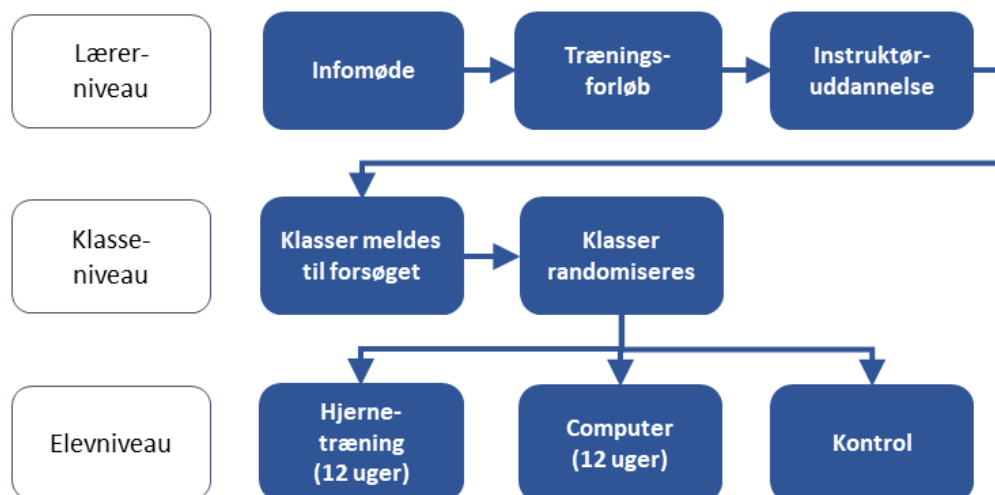 Lærer-
niveau
Infomøde
Trænings-
forløb
Instruktør-
uddannelse
Klasse-
niveau
Klasser meldes
til forsøget
Klasser
randomiseres
Elevniveau
Hjerne-
træning
(12 uger)
Computer
(12 uger)
Kontrol